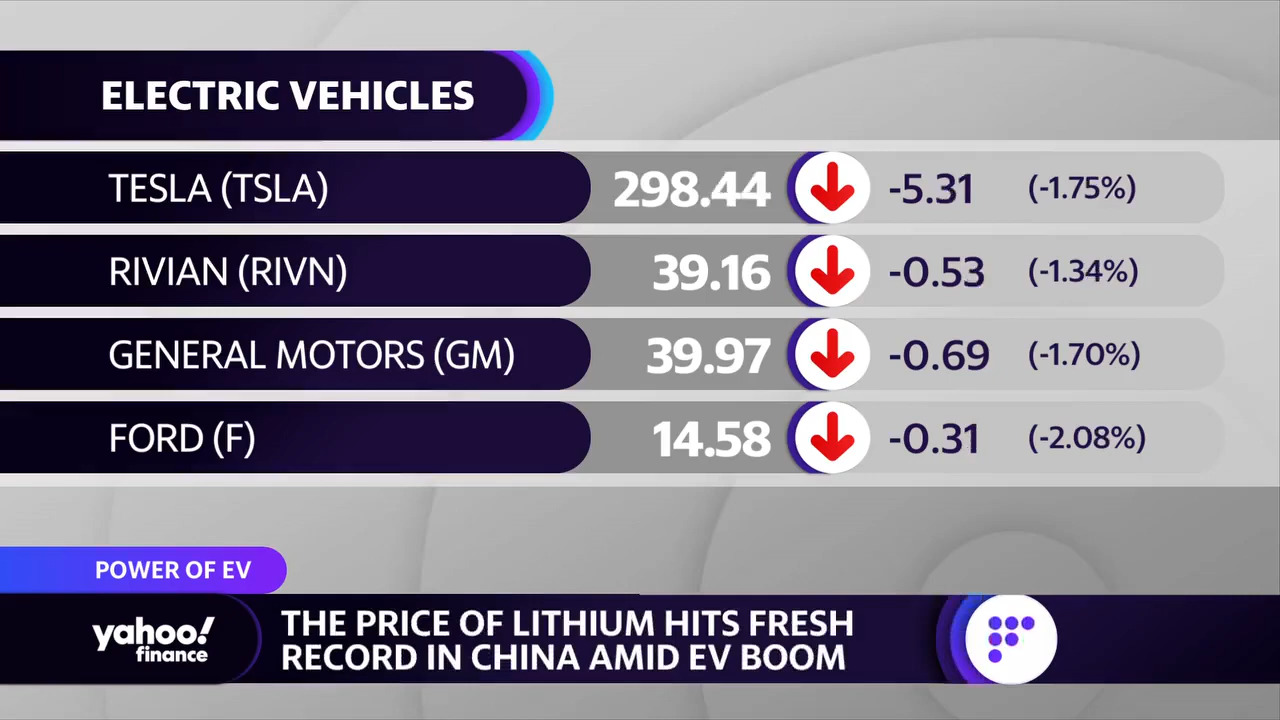 ELECTRIC VEHICLES
TESLA (TSLA) 298.44 -5.31 (-1.75%)
RIVIAN (RIVN) 39.16 -0.53 (-1.34%)
GENERAL MOTORS (GM) 39.97 -0.69 (-1.70%)
FORD (F) 14.58 -0.31 (-2.08%)
POWER OF EV
yahoo!
finance
THE PRICE OF LITHIUM HITS FRESH
RECORD IN CHINA AMID EV BOOM